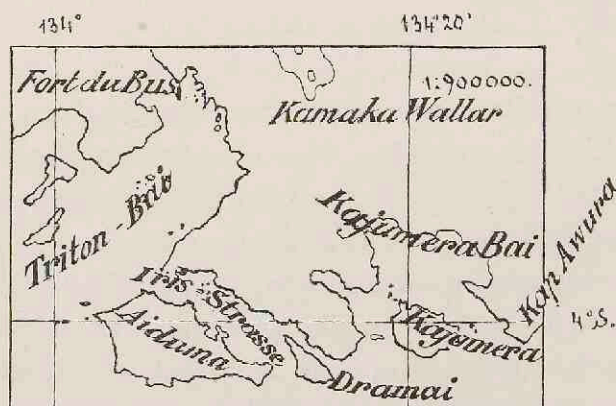 134°
134°20'
Fort du Bus
1:900000.
Kamaka Wallar
Triton-Bai
Kajumera Bai
Kap Awura
Iris-Strasse
4°,S.
Aiduma
Kajumera
Dramai